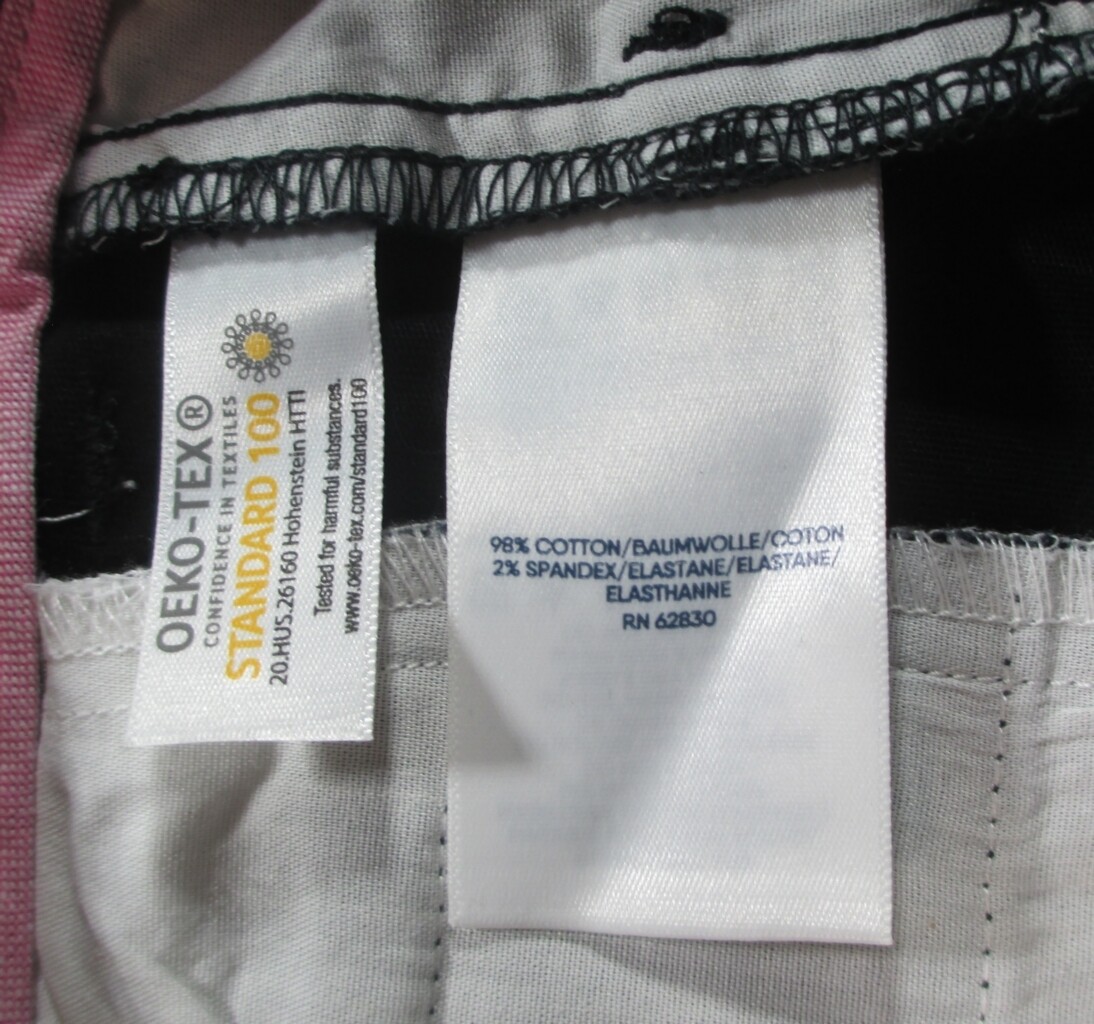 OEKO-TEX®
CONFIDENCE IN TEXTILES
STANDARD 100
20.HUS.26160 Hohenstein HTTI
Tested for harmful substances.
www.oeko-tex.com/standard100
98% COTTON/BAUMWOLLE/COTON
2% SPANDEX/ELASTANE/ELASTANE/
ELASTHANNE
RN 62830